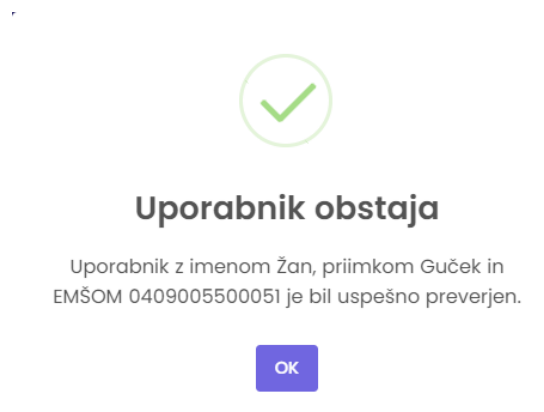 Uporabnik obstaja
Uporabnik z imenom Žan, priimkom Guček in
EMŠOM 0409005500051 je bil uspešno preverjen.
OK